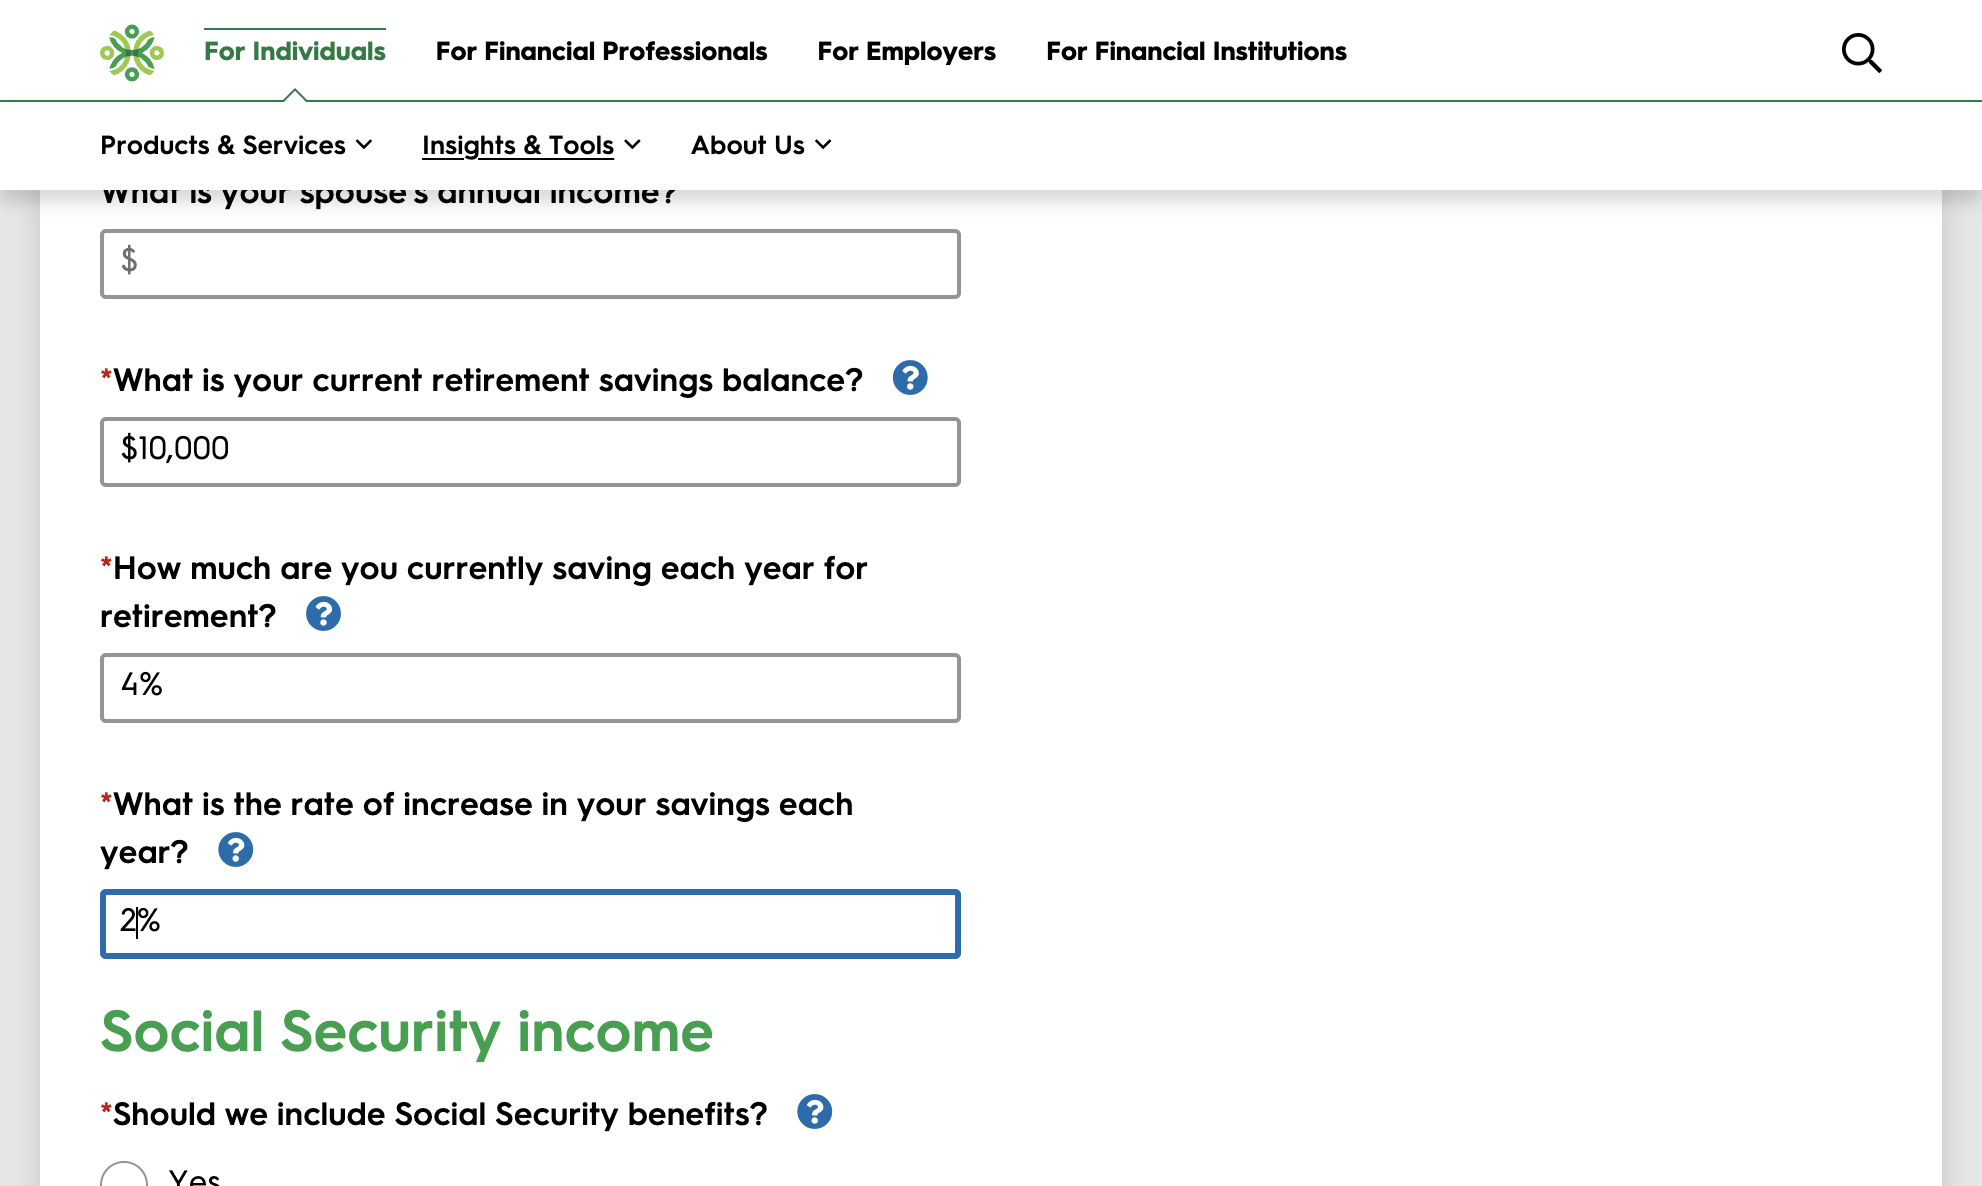 For Individuals
For Financial Professionals
For Employers
For Financial Institutions
Products & Services
Insights & Tools
About Us
What is your spouse's annual income?
$
*What is your current retirement savings balance? ?
$10,000
*How much are you currently saving each year for
retirement? ?
4%
*What is the rate of increase in your savings each
year? ?
2%
Social Security income
*Should we include Social Security benefits? ?
Yes